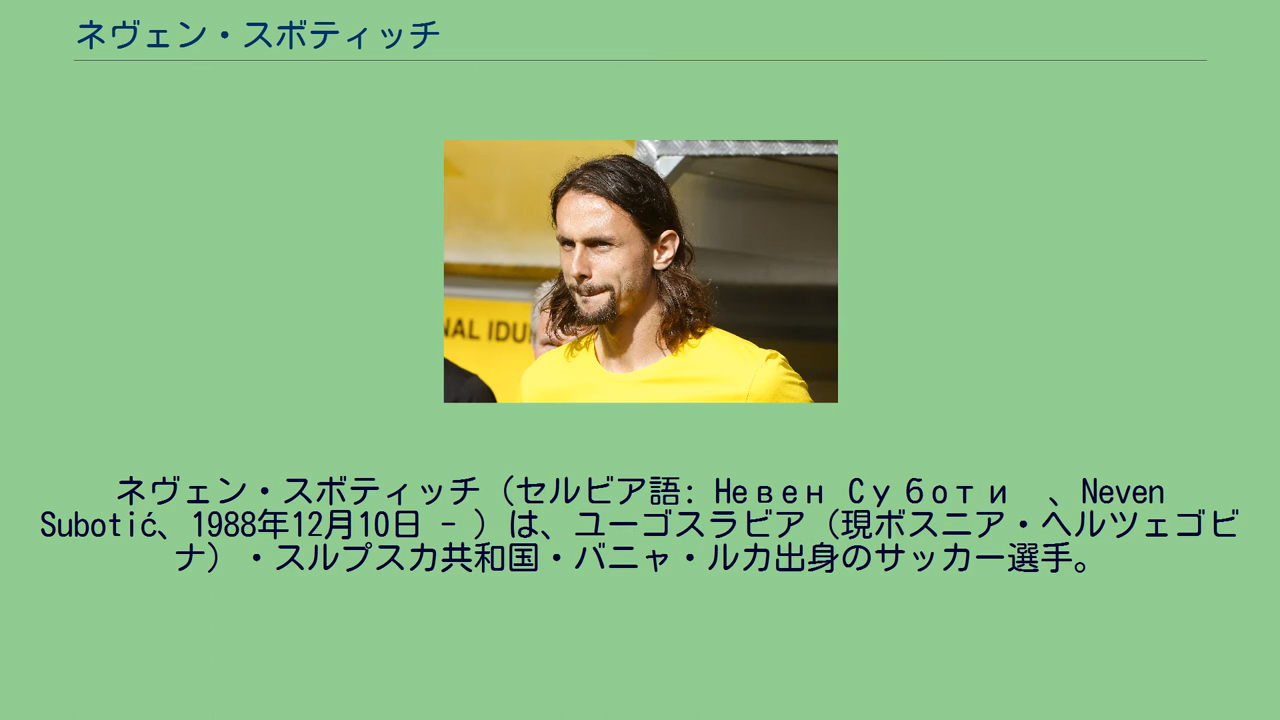 ネヴェン・スボティッチ
NAL IDU
ネヴェン・スボティッチ（セルビア語: Невен Суботи 、Neven
Subotić、1988年12月10日 - ）は、ユーゴスラビア（現ボスニア・ヘルツェゴビ
ナ）・スルプスカ共和国・バニャ・ルカ出身のサッカー選手。